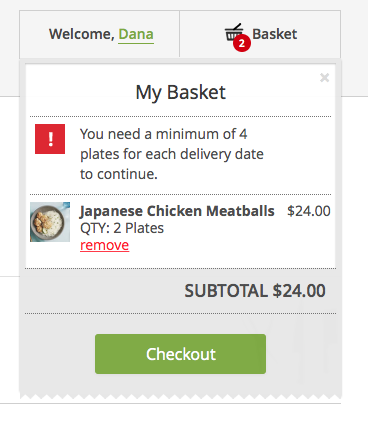 Welcome, Dana
2 Basket
×
My Basket
!
You need a minimum of 4
plates for each delivery date
to continue.
Japanese Chicken Meatballs $24.00
QTY: 2 Plates
remove
SUBTOTAL $24.00
Checkout